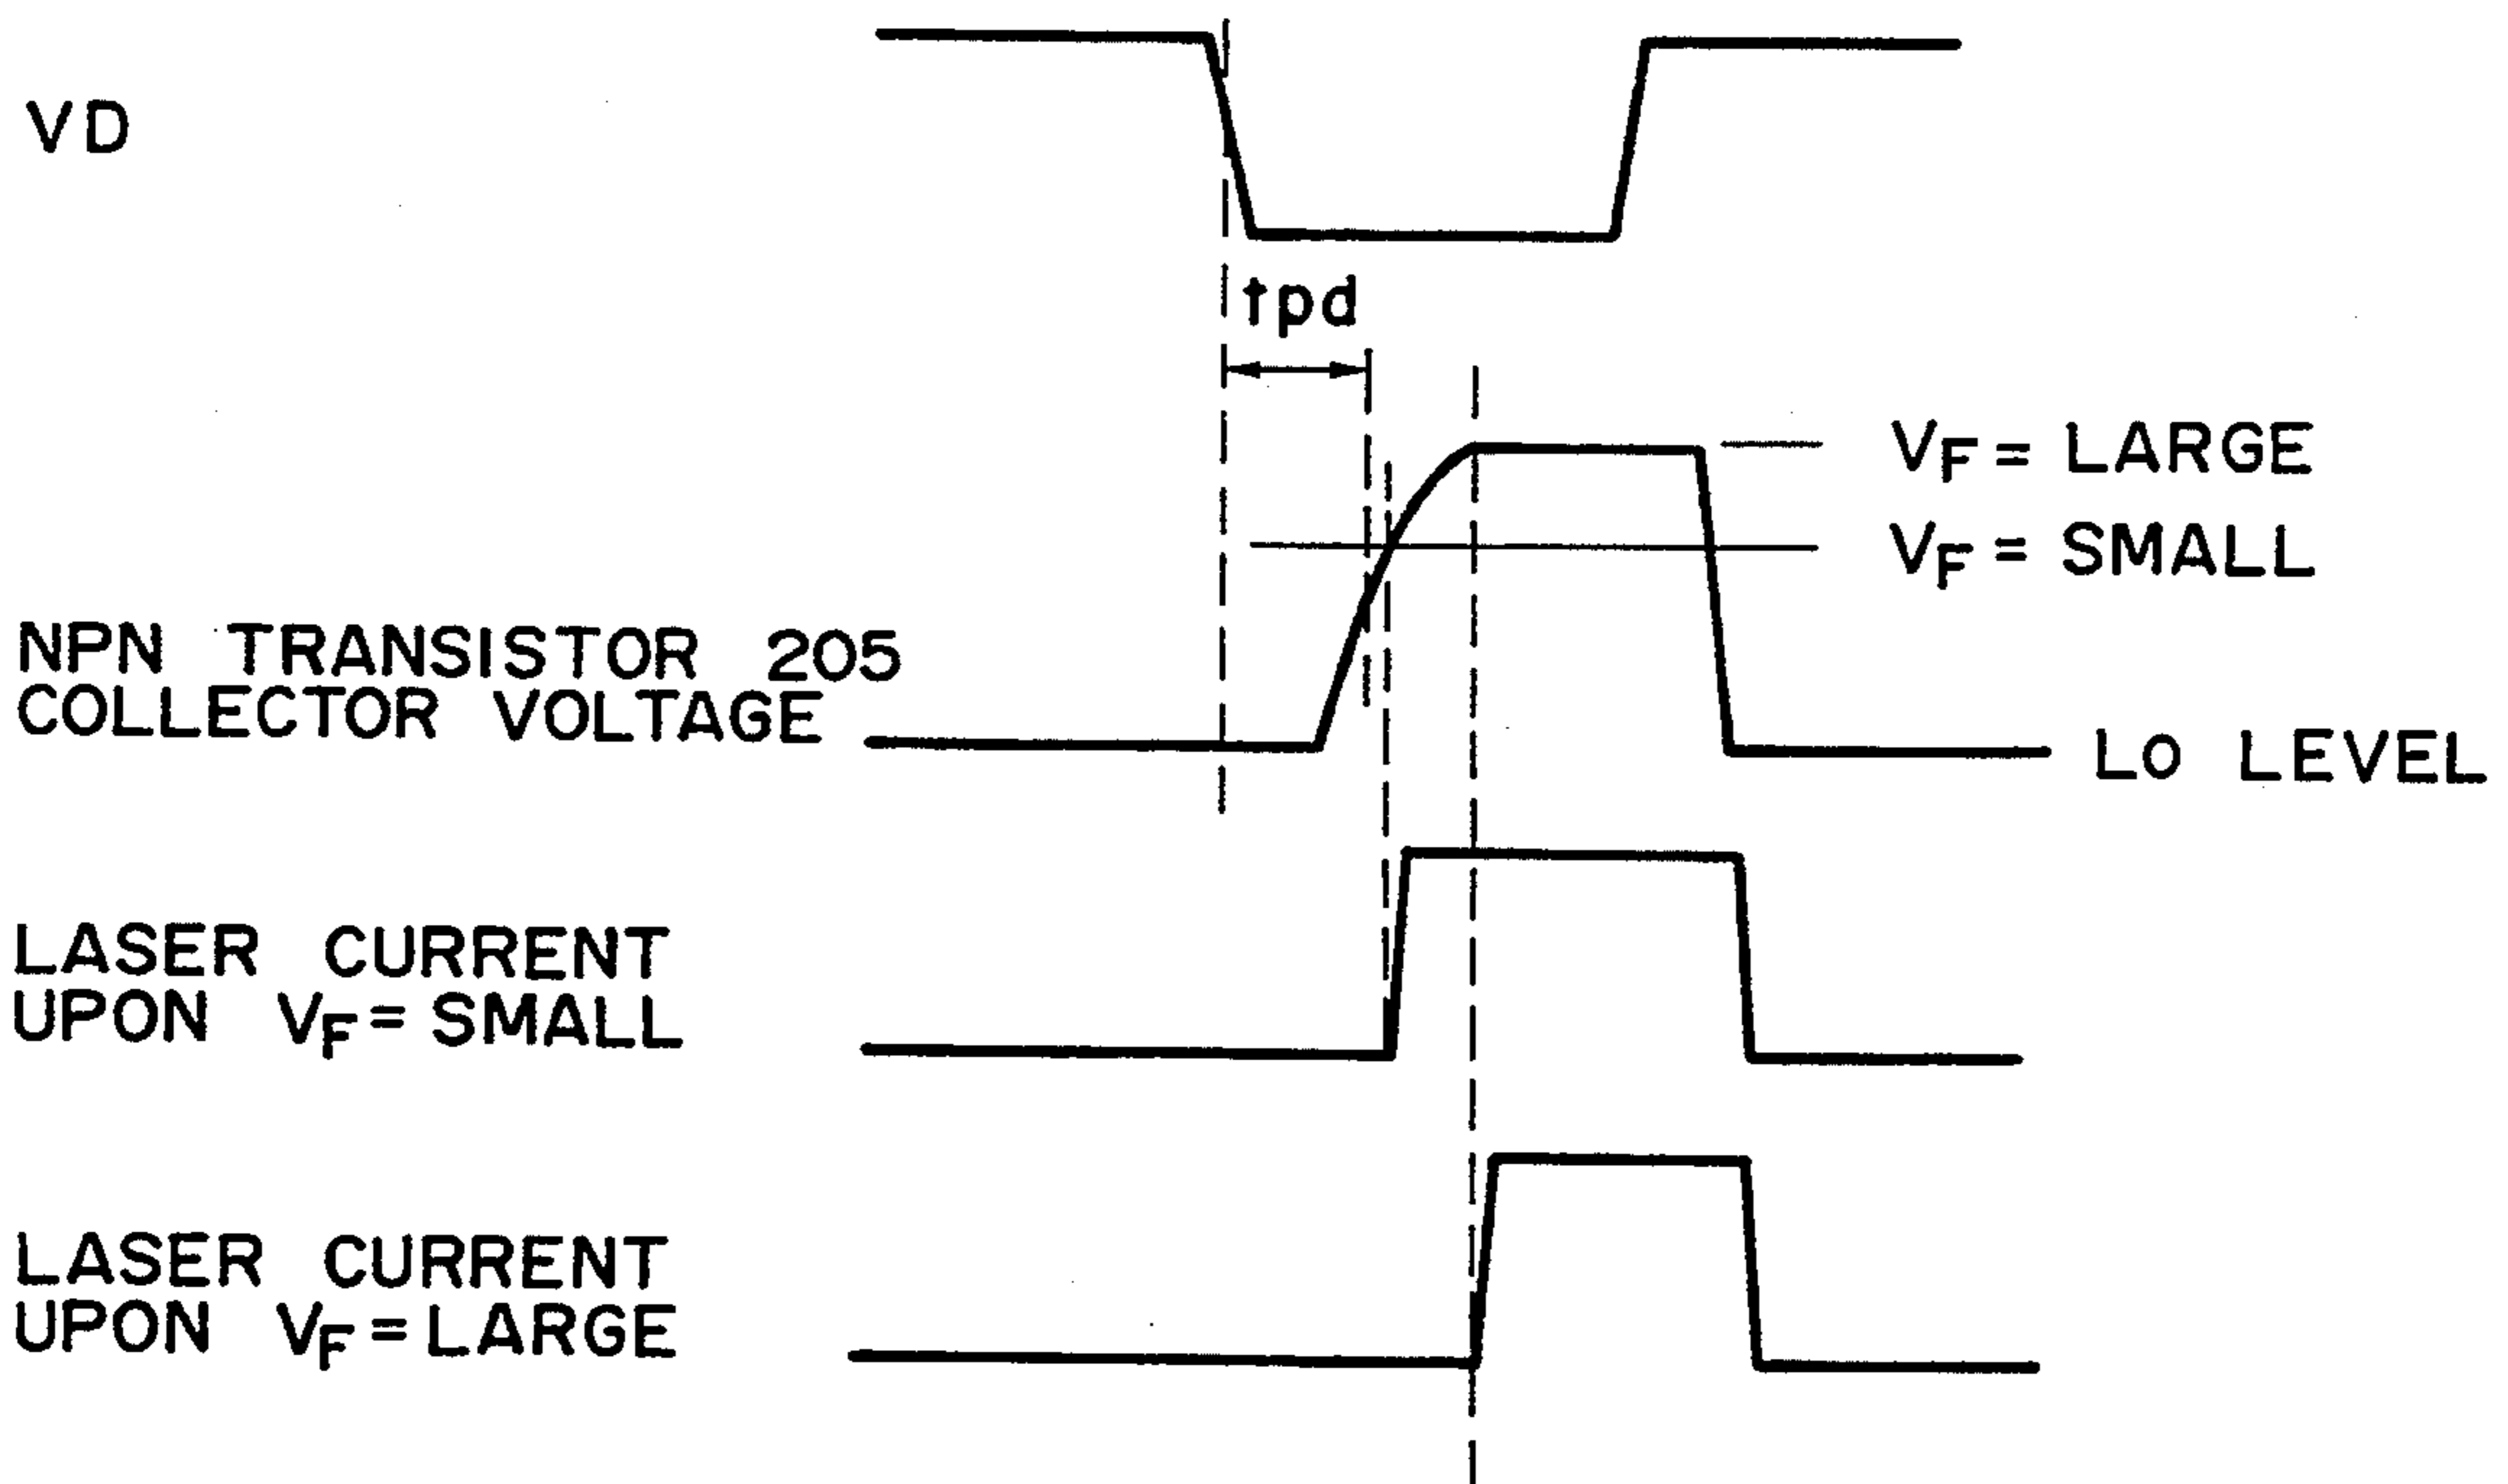 VD
tpd
VF = LARGE
VF = SMALL
NPN TRANSISTOR 205
COLLECTOR VOLTAGE
LO LEVEL
LASER CURRENT
UPON VF = SMALL
LASER CURRENT
UPON VF = LARGE